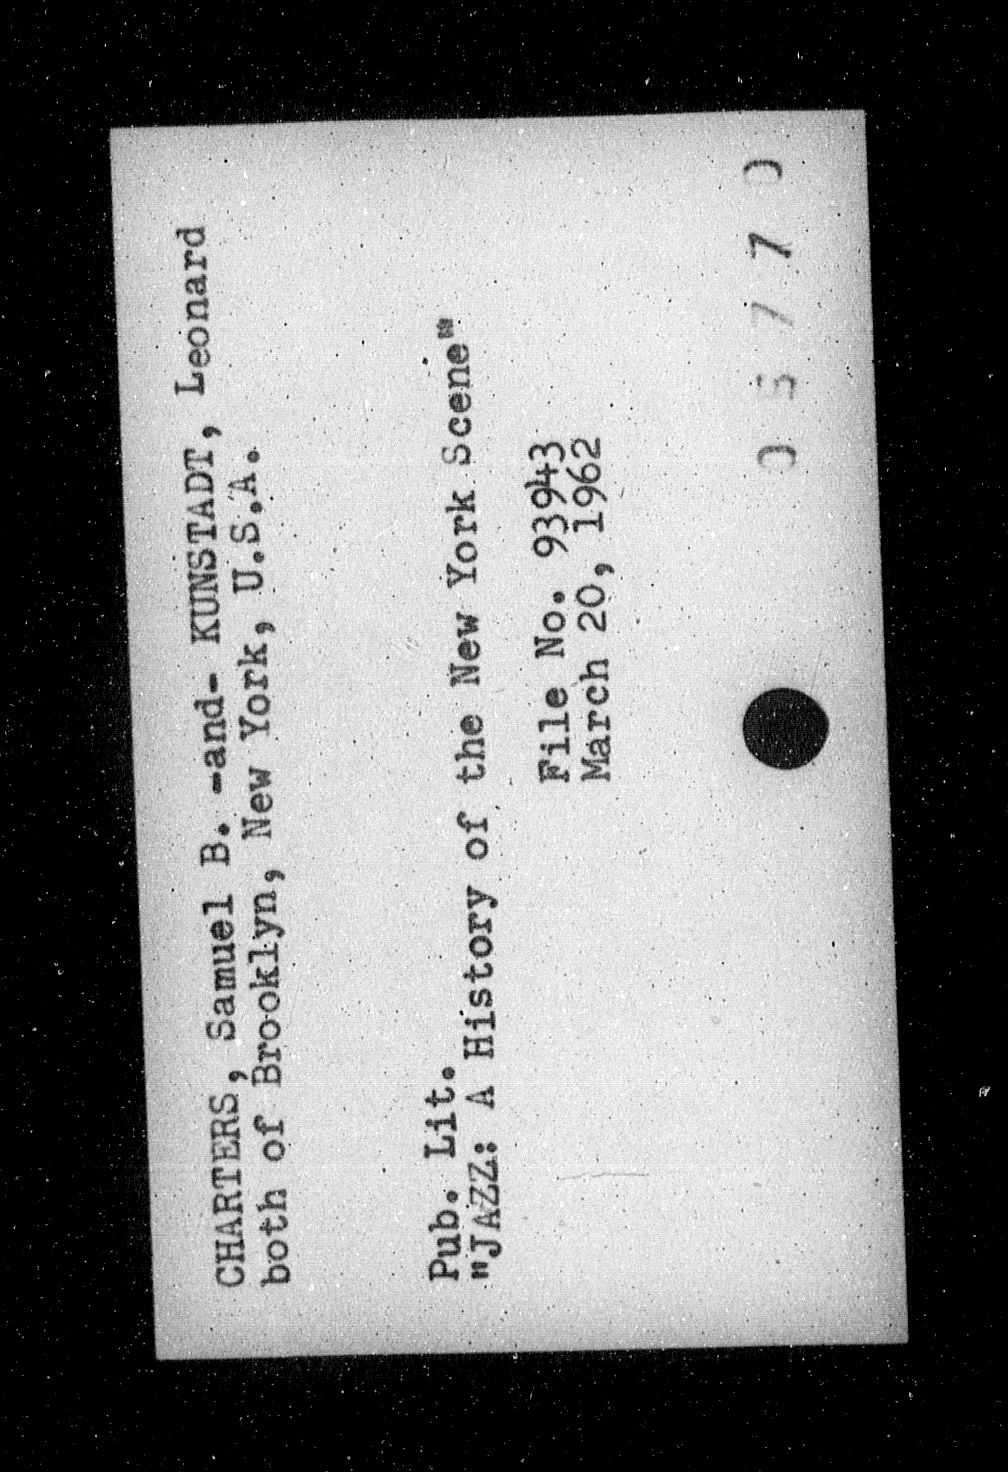 CHARTERS, Samuel B. -and- KUNSTADT, Leonard
both of Brooklyn, New York, U.S.A.
Pub. Lit.
"JAZZ: A History of the New York Scene"
File No. 93943
March 20, 1962